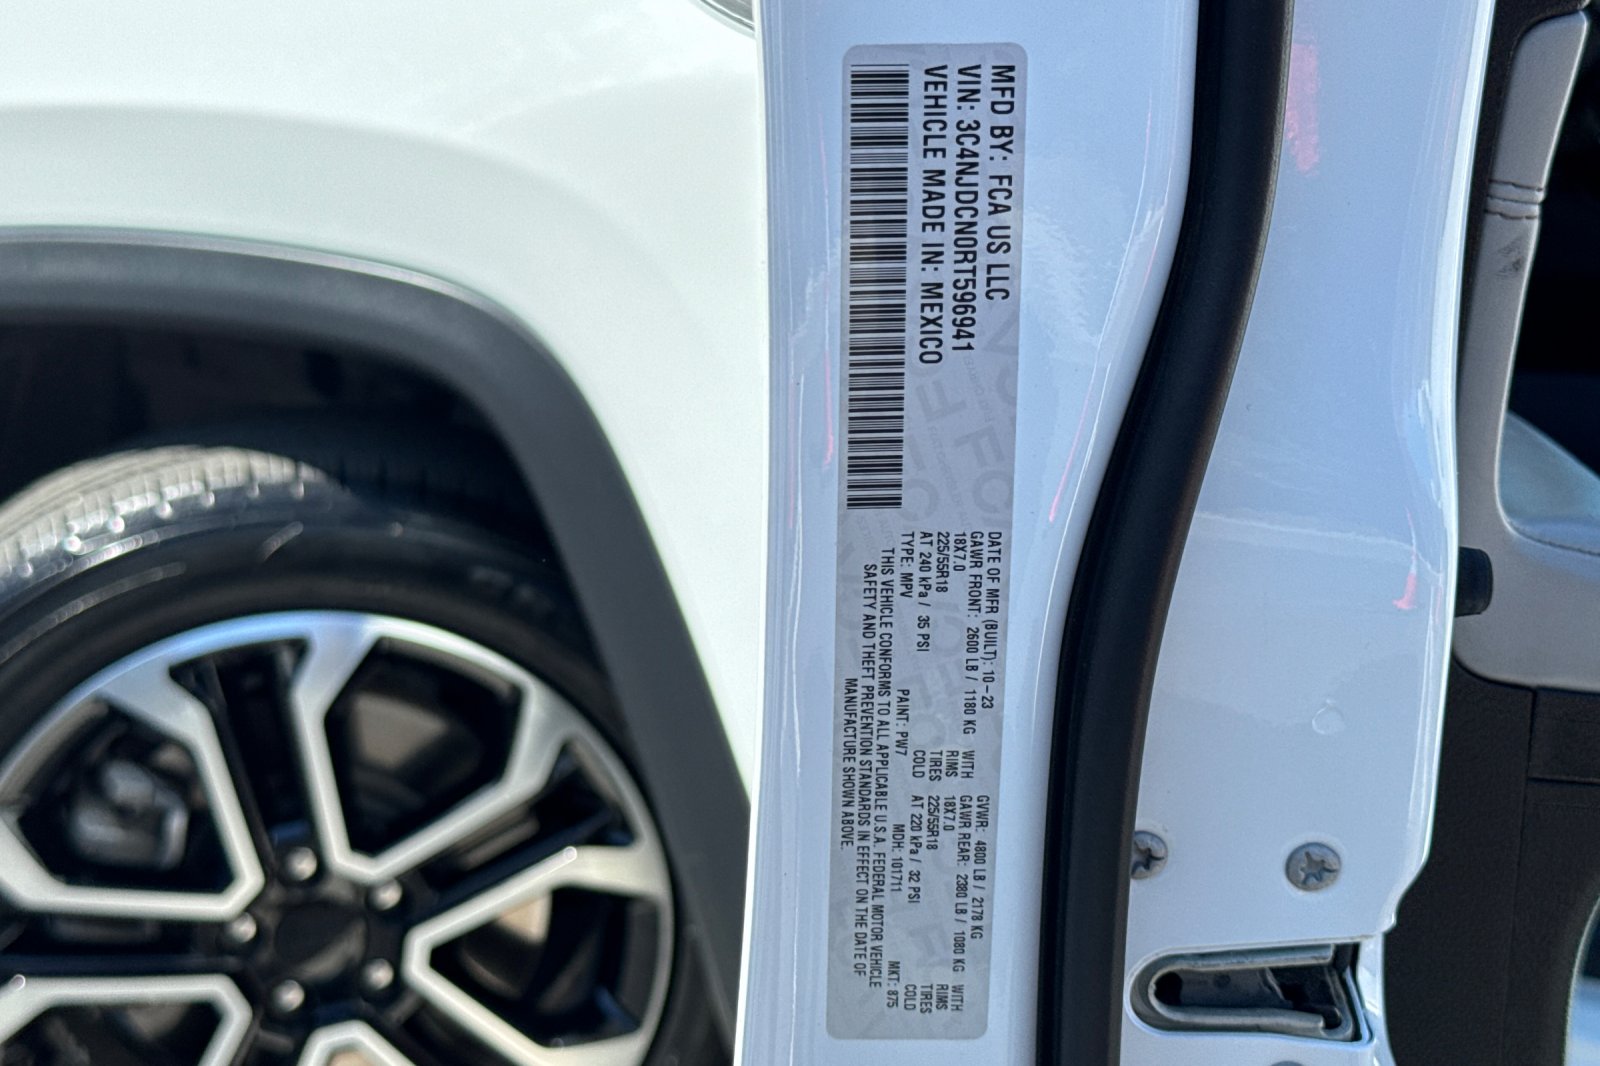 MFD BY: FCA US LLC
VIN: 3C4NJDCN0RT596941
VEHICLE MADE IN: MEXICO
DATE OF MFR (BUILT): 10-23 GVWR: 4800 LB / 2178 KG
GAWR FRONT: 2600 LB / 1180 KG WITH GAWR REAR: 2380 LB / 1080 KG WITH
18X7.0 RIMS 18X7.0 RIMS
225/55R18 TIRES 225/55R18 TIRES
AT 240 kPa / 35 PSI COLD AT 220 kPa / 32 PSI COLD
TYPE: MPV PAINT: PW7 MDH: 101711 MKT: 875
THIS VEHICLE CONFORMS TO ALL APPLICABLE U.S.A. FEDERAL MOTOR VEHICLE
SAFETY AND THEFT PREVENTION STANDARDS IN EFFECT ON THE DATE OF
MANUFACTURE SHOWN ABOVE.